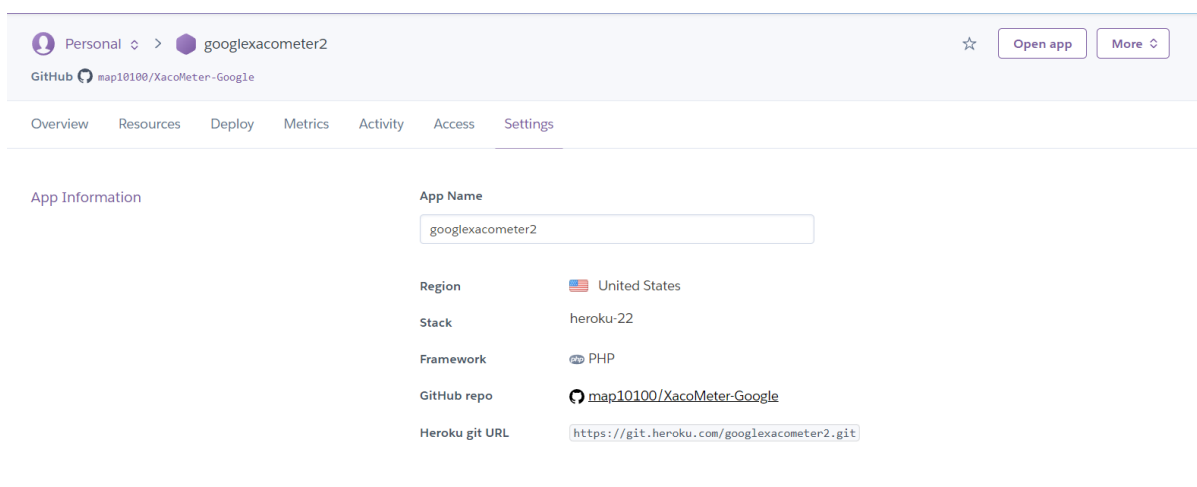 Personal > googlexacometer2
Open app
More
GitHub map10100/XacoMeter-Google
Overview Resources Deploy Metrics Activity Access Settings
App Information
App Name
googlexacometer2
Region United States
Stack heroku-22
Framework php PHP
GitHub repo map10100/XacoMeter-Google
Heroku git URL https://git.heroku.com/googlexacometer2.git